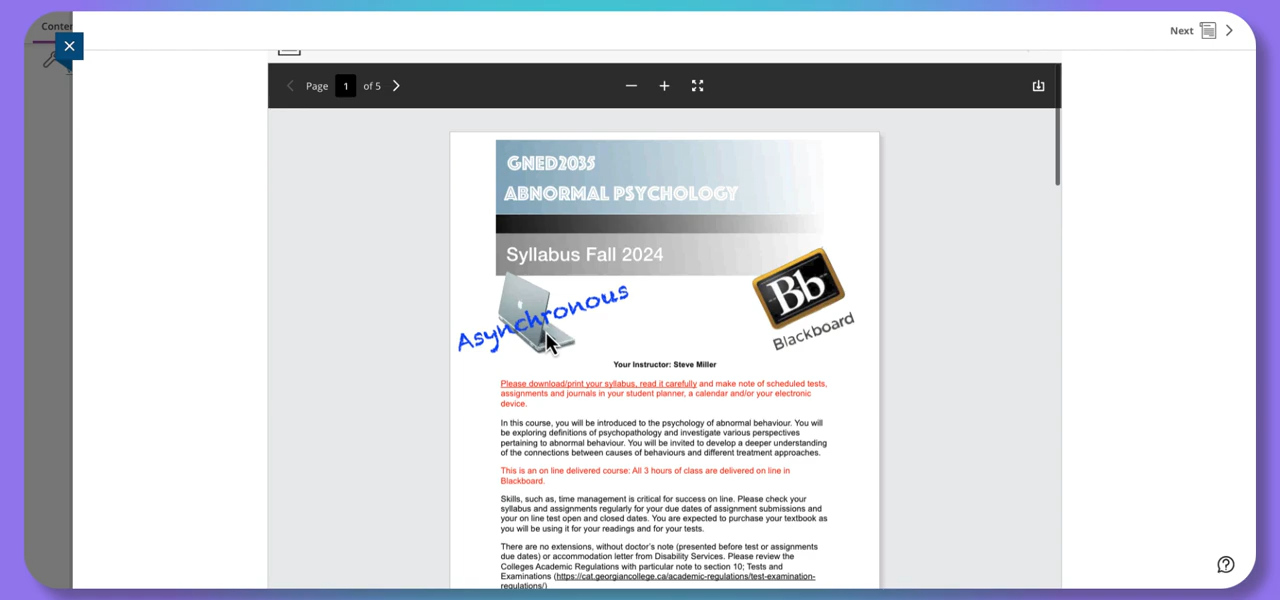 Conten
Next
Page 1 of 5
GNED2035
ABNORMAL PSYCHOLOGY
Syllabus Fall 2024
Asynchronous
Bb
Blackboard
Your Instructor: Steve Miller
Please download/print your syllabus, read it carefully and make note of scheduled tests,
assignments and journals in your student planner, a calendar and/or your electronic
device.
In this course, you will be introduced to the psychology of abnormal behaviour. You will
be exploring definitions of psychopathology and investigate various perspectives
pertaining to abnormal behaviour. You will be invited to develop a deeper understanding
of the connections between causes of behaviours and different treatment approaches.
This is an on line delivered course: All 3 hours of class are delivered on line in
Blackboard.
Skills, such as, time management is critical for success on line. Please check your
syllabus and assignments regularly for your due dates of assignment submissions and
your on line test open and closed dates. You are expected to purchase your textbook as
you will be using it for your readings and for your tests.
There are no extensions, without doctor's note (presented before test or assignments
due dates) or accommodation letter from Disability Services. Please review the
Colleges Academic Regulations with particular note to section 10; Tests and
Examinations (https://cat.georgiancollege.ca/academic-regulations/test-examination-
regulations/)